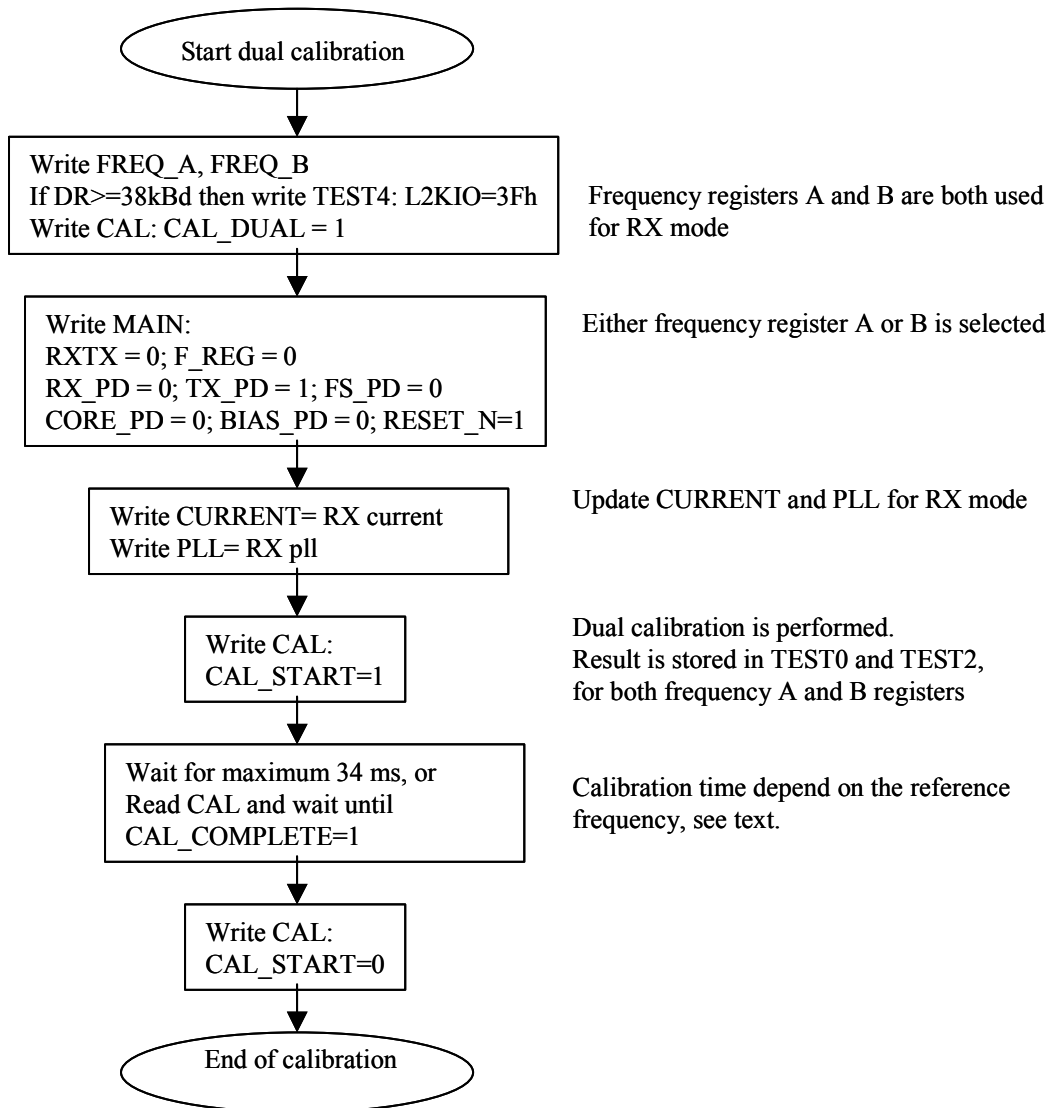 Start dual calibration
Write FREQ_A, FREQ_B
If DR>=38kBd then write TEST4: L2KIO=3Fh
Write CAL: CAL_DUAL = 1
Frequency registers A and B are both used
for RX mode
Write MAIN:
RXTX = 0; F_REG = 0
RX_PD = 0; TX_PD = 1; FS_PD = 0
CORE_PD = 0; BIAS_PD = 0; RESET_N=1
Either frequency register A or B is selected
Write CURRENT= RX current
Write PLL= RX pll
Update CURRENT and PLL for RX mode
Write CAL:
CAL_START=1
Dual calibration is performed.
Result is stored in TEST0 and TEST2,
for both frequency A and B registers
Wait for maximum 34 ms, or
Read CAL and wait until
CAL_COMPLETE=1
Calibration time depend on the reference
frequency, see text.
Write CAL:
CAL_START=0
End of calibration